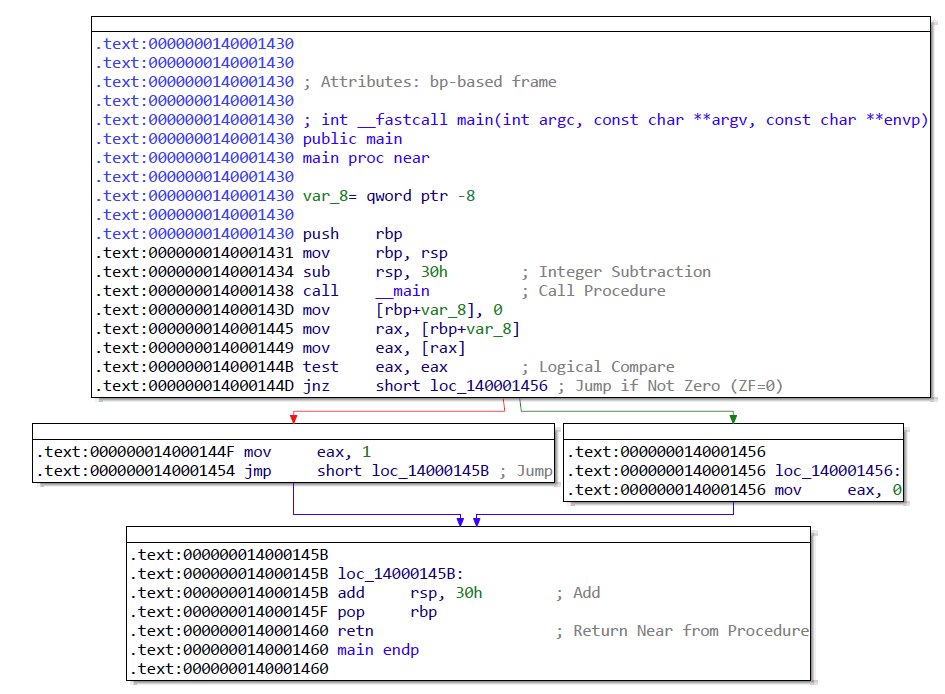 .text:0000000140001430
.text:0000000140001430
.text:0000000140001430 ; Attributes: bp-based frame
.text:0000000140001430
.text:0000000140001430 ; int __fastcall main(int argc, const char **argv, const char **envp)
.text:0000000140001430 public main
.text:0000000140001430 main proc near
.text:0000000140001430
.text:0000000140001430 var_8= qword ptr -8
.text:0000000140001430
.text:0000000140001430 push    rbp
.text:0000000140001431 mov     rbp, rsp
.text:0000000140001434 sub     rsp, 30h        ; Integer Subtraction
.text:0000000140001438 call    __main          ; Call Procedure
.text:000000014000143D mov     [rbp+var_8], 0
.text:0000000140001445 mov     rax, [rbp+var_8]
.text:0000000140001449 mov     eax, [rax]
.text:000000014000144B test    eax, eax        ; Logical Compare
.text:000000014000144D jnz     short loc_140001456 ; Jump if Not Zero (ZF=0)
.text:000000014000144F mov     eax, 1
.text:0000000140001454 jmp     short loc_14000145B ; Jump
.text:0000000140001456
.text:0000000140001456 loc_140001456:
.text:0000000140001456 mov     eax, 0
.text:000000014000145B
.text:000000014000145B loc_14000145B:
.text:000000014000145B add     rsp, 30h        ; Add
.text:000000014000145F pop     rbp
.text:0000000140001460 retn                    ; Return Near from Procedure
.text:0000000140001460 main endp
.text:0000000140001460